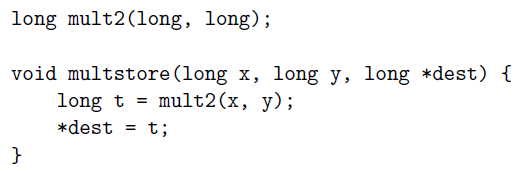 long mult2(long, long);

void multstore(long x, long y, long *dest) {
    long t = mult2(x, y);
    *dest = t;
}